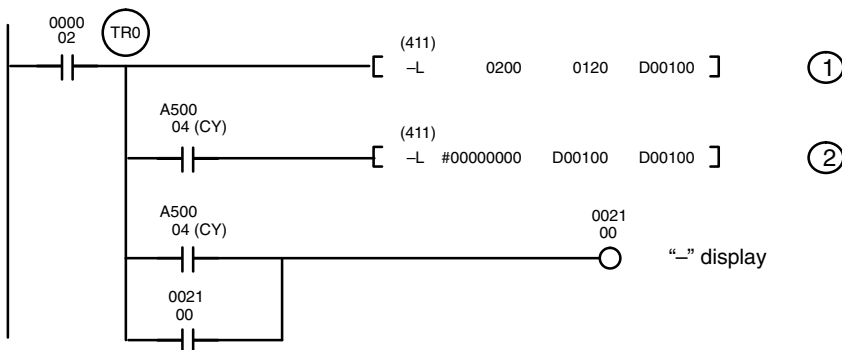 0000
02
TR0
(411)
–L 0200 0120 D00100
1
A500
04 (CY)
(411)
–L #00000000 D00100 D00100
2
A500
04 (CY)
0021
00
“–” display
0021
00